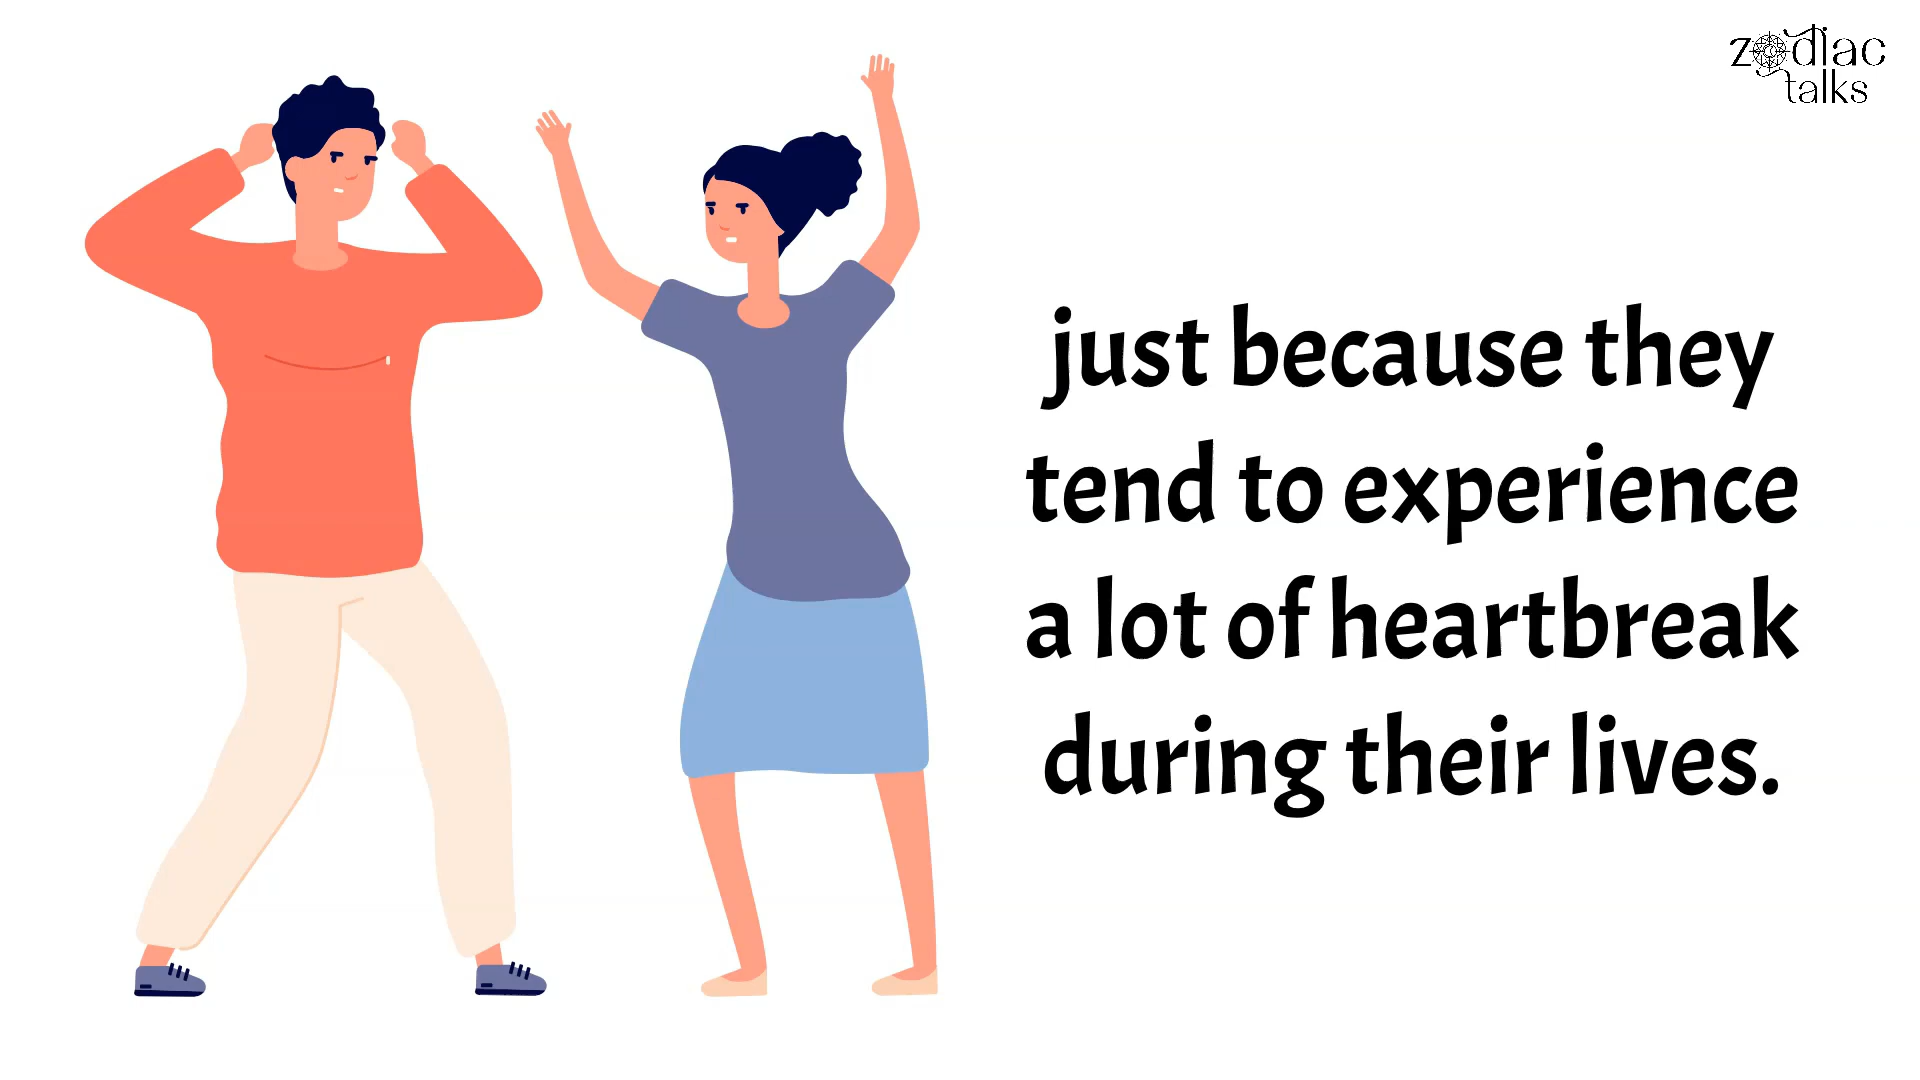 zodiac
talks
just because they
tend to experience
a lot of heartbreak
during their lives.